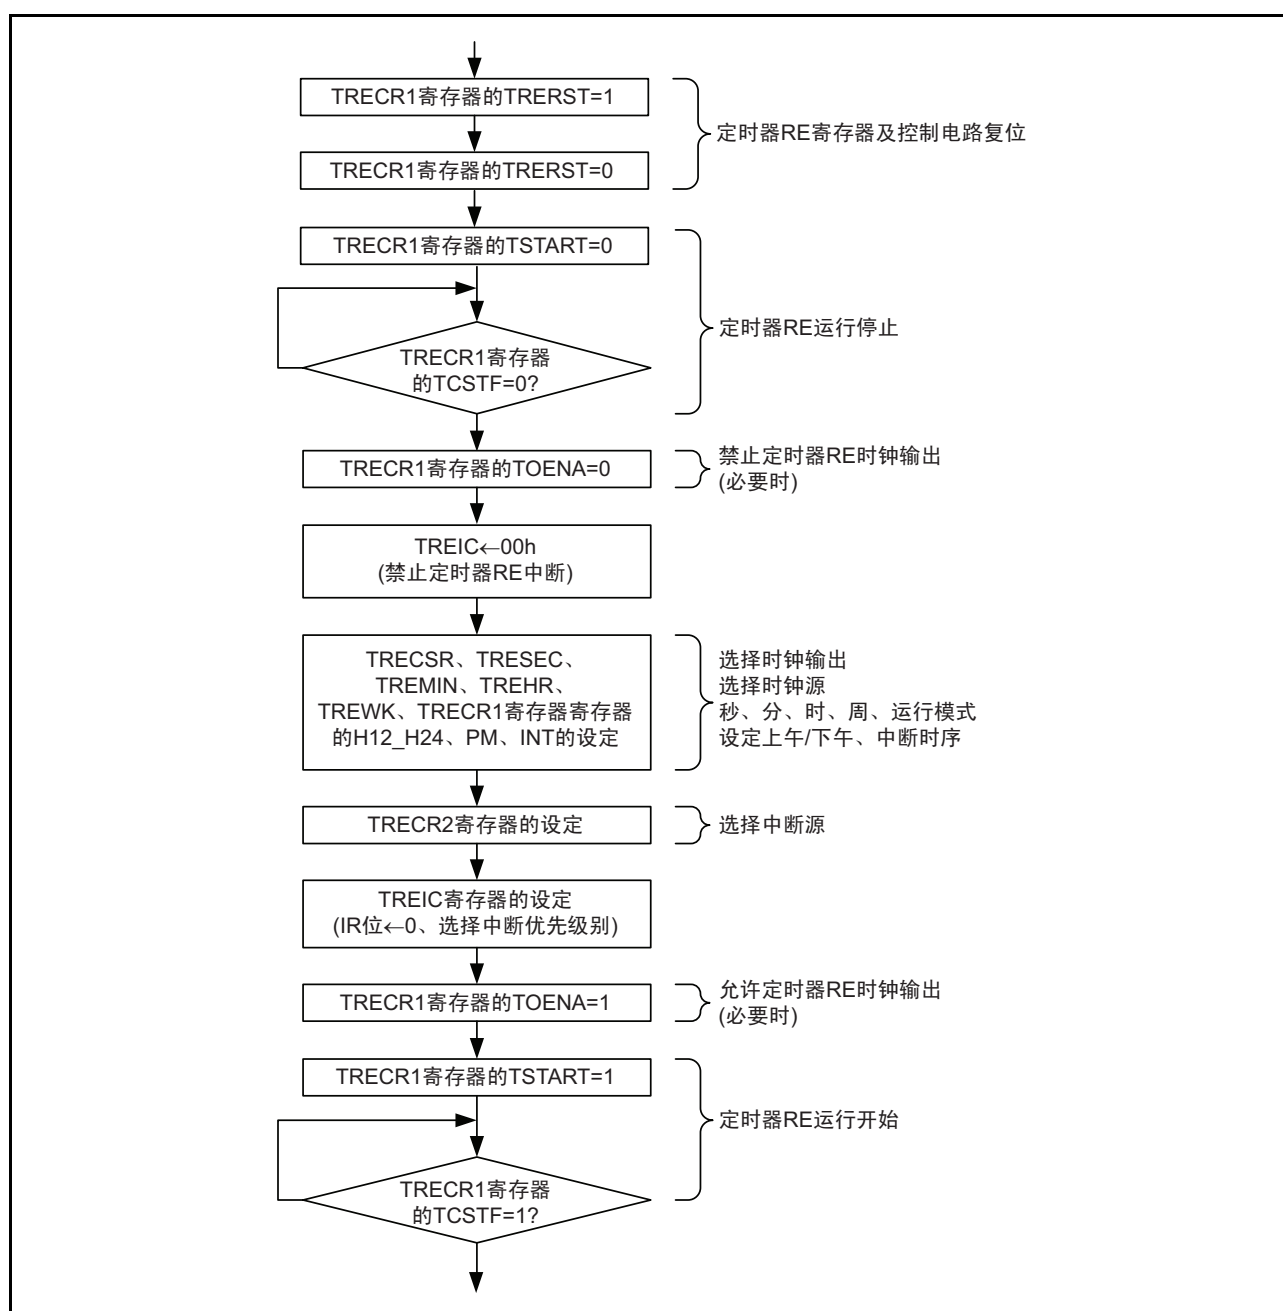 TRECR1寄存器的TRERST=1
定时器RE寄存器及控制电路复位
TRECR1寄存器的TRERST=0
TRECR1寄存器的TSTART=0
定时器RE运行停止
TRECR1寄存器
的TCSTF=0?
TRECR1寄存器的TOENA=0
禁止定时器RE时钟输出
(必要时)
TREIC←00h
(禁止定时器RE中断)
TRECSR、TRESEC、
TREMIN、TREHR、
TREWK、TRECR1寄存器寄存器
的H12_H24、PM、INT的设定
选择时钟输出
选择时钟源
秒、分、时、周、运行模式
设定上午/下午、中断时序
TRECR2寄存器的设定
选择中断源
TREIC寄存器的设定
(IR位←0、选择中断优先级别)
TRECR1寄存器的TOENA=1
允许定时器RE时钟输出
(必要时)
TRECR1寄存器的TSTART=1
定时器RE运行开始
TRECR1寄存器
的TCSTF=1?